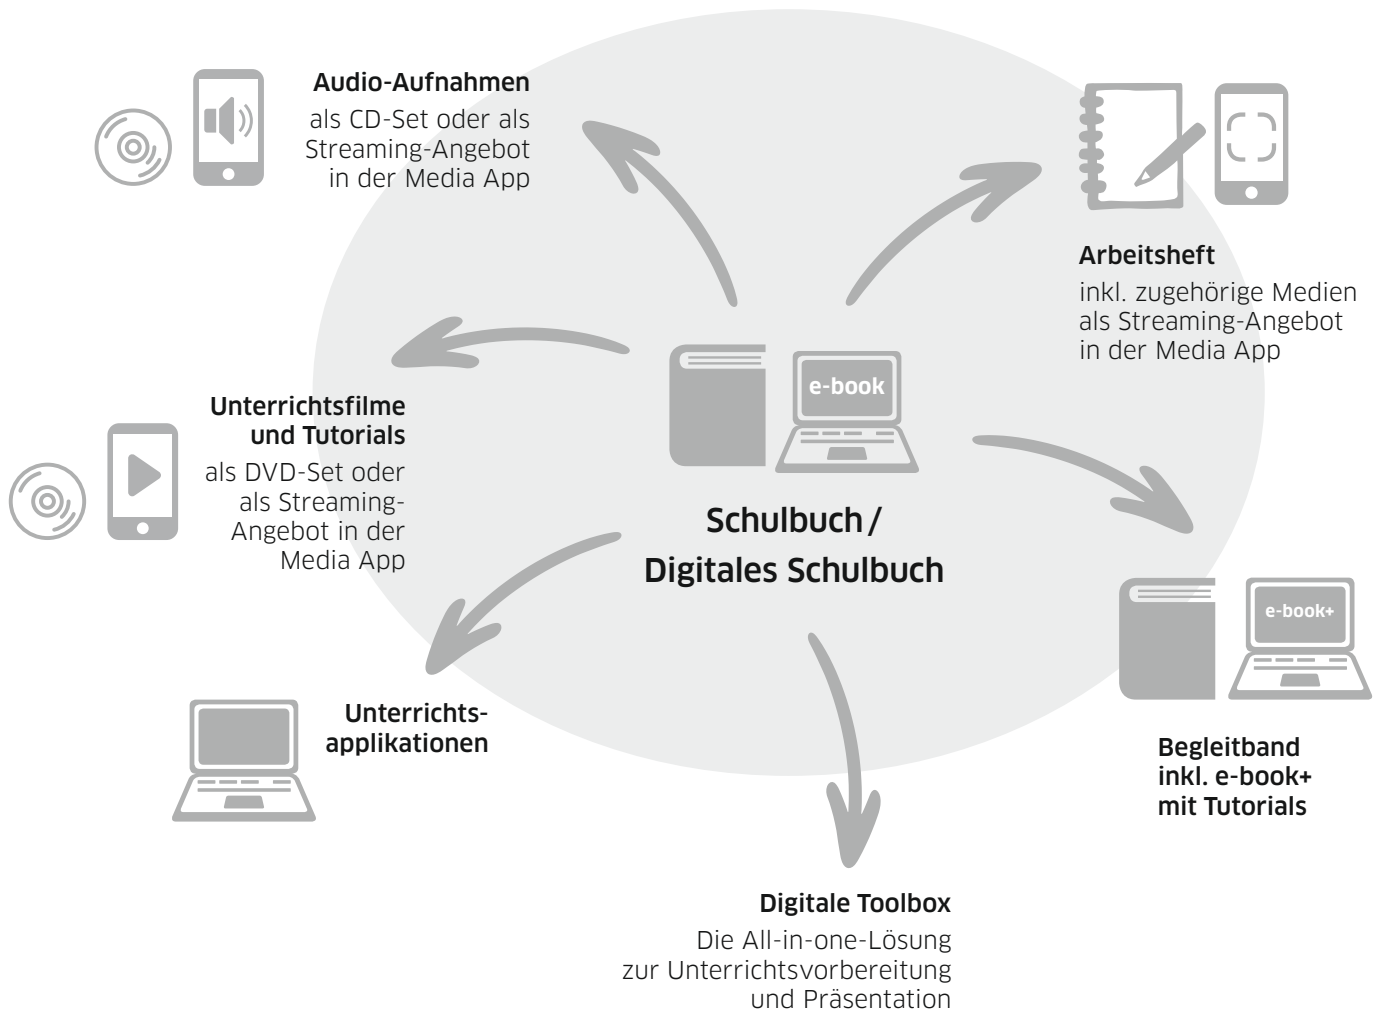 Audio-Aufnahmen
als CD-Set oder als
Streaming-Angebot
in der Media App
Arbeitsheft
inkl. zugehörige Medien
als Streaming-Angebot
in der Media App
Unterrichtsfilme
und Tutorials
als DVD-Set oder
als Streaming-
Angebot in der
Media App
e-book
Schulbuch/
Digitales Schulbuch
e-book+
Begleitband
inkl. e-book+
mit Tutorials
Unterrichts-
applikationen
Digitale Toolbox
Die All-in-one-Lösung
zur Unterrichtsvorbereitung
und Präsentation